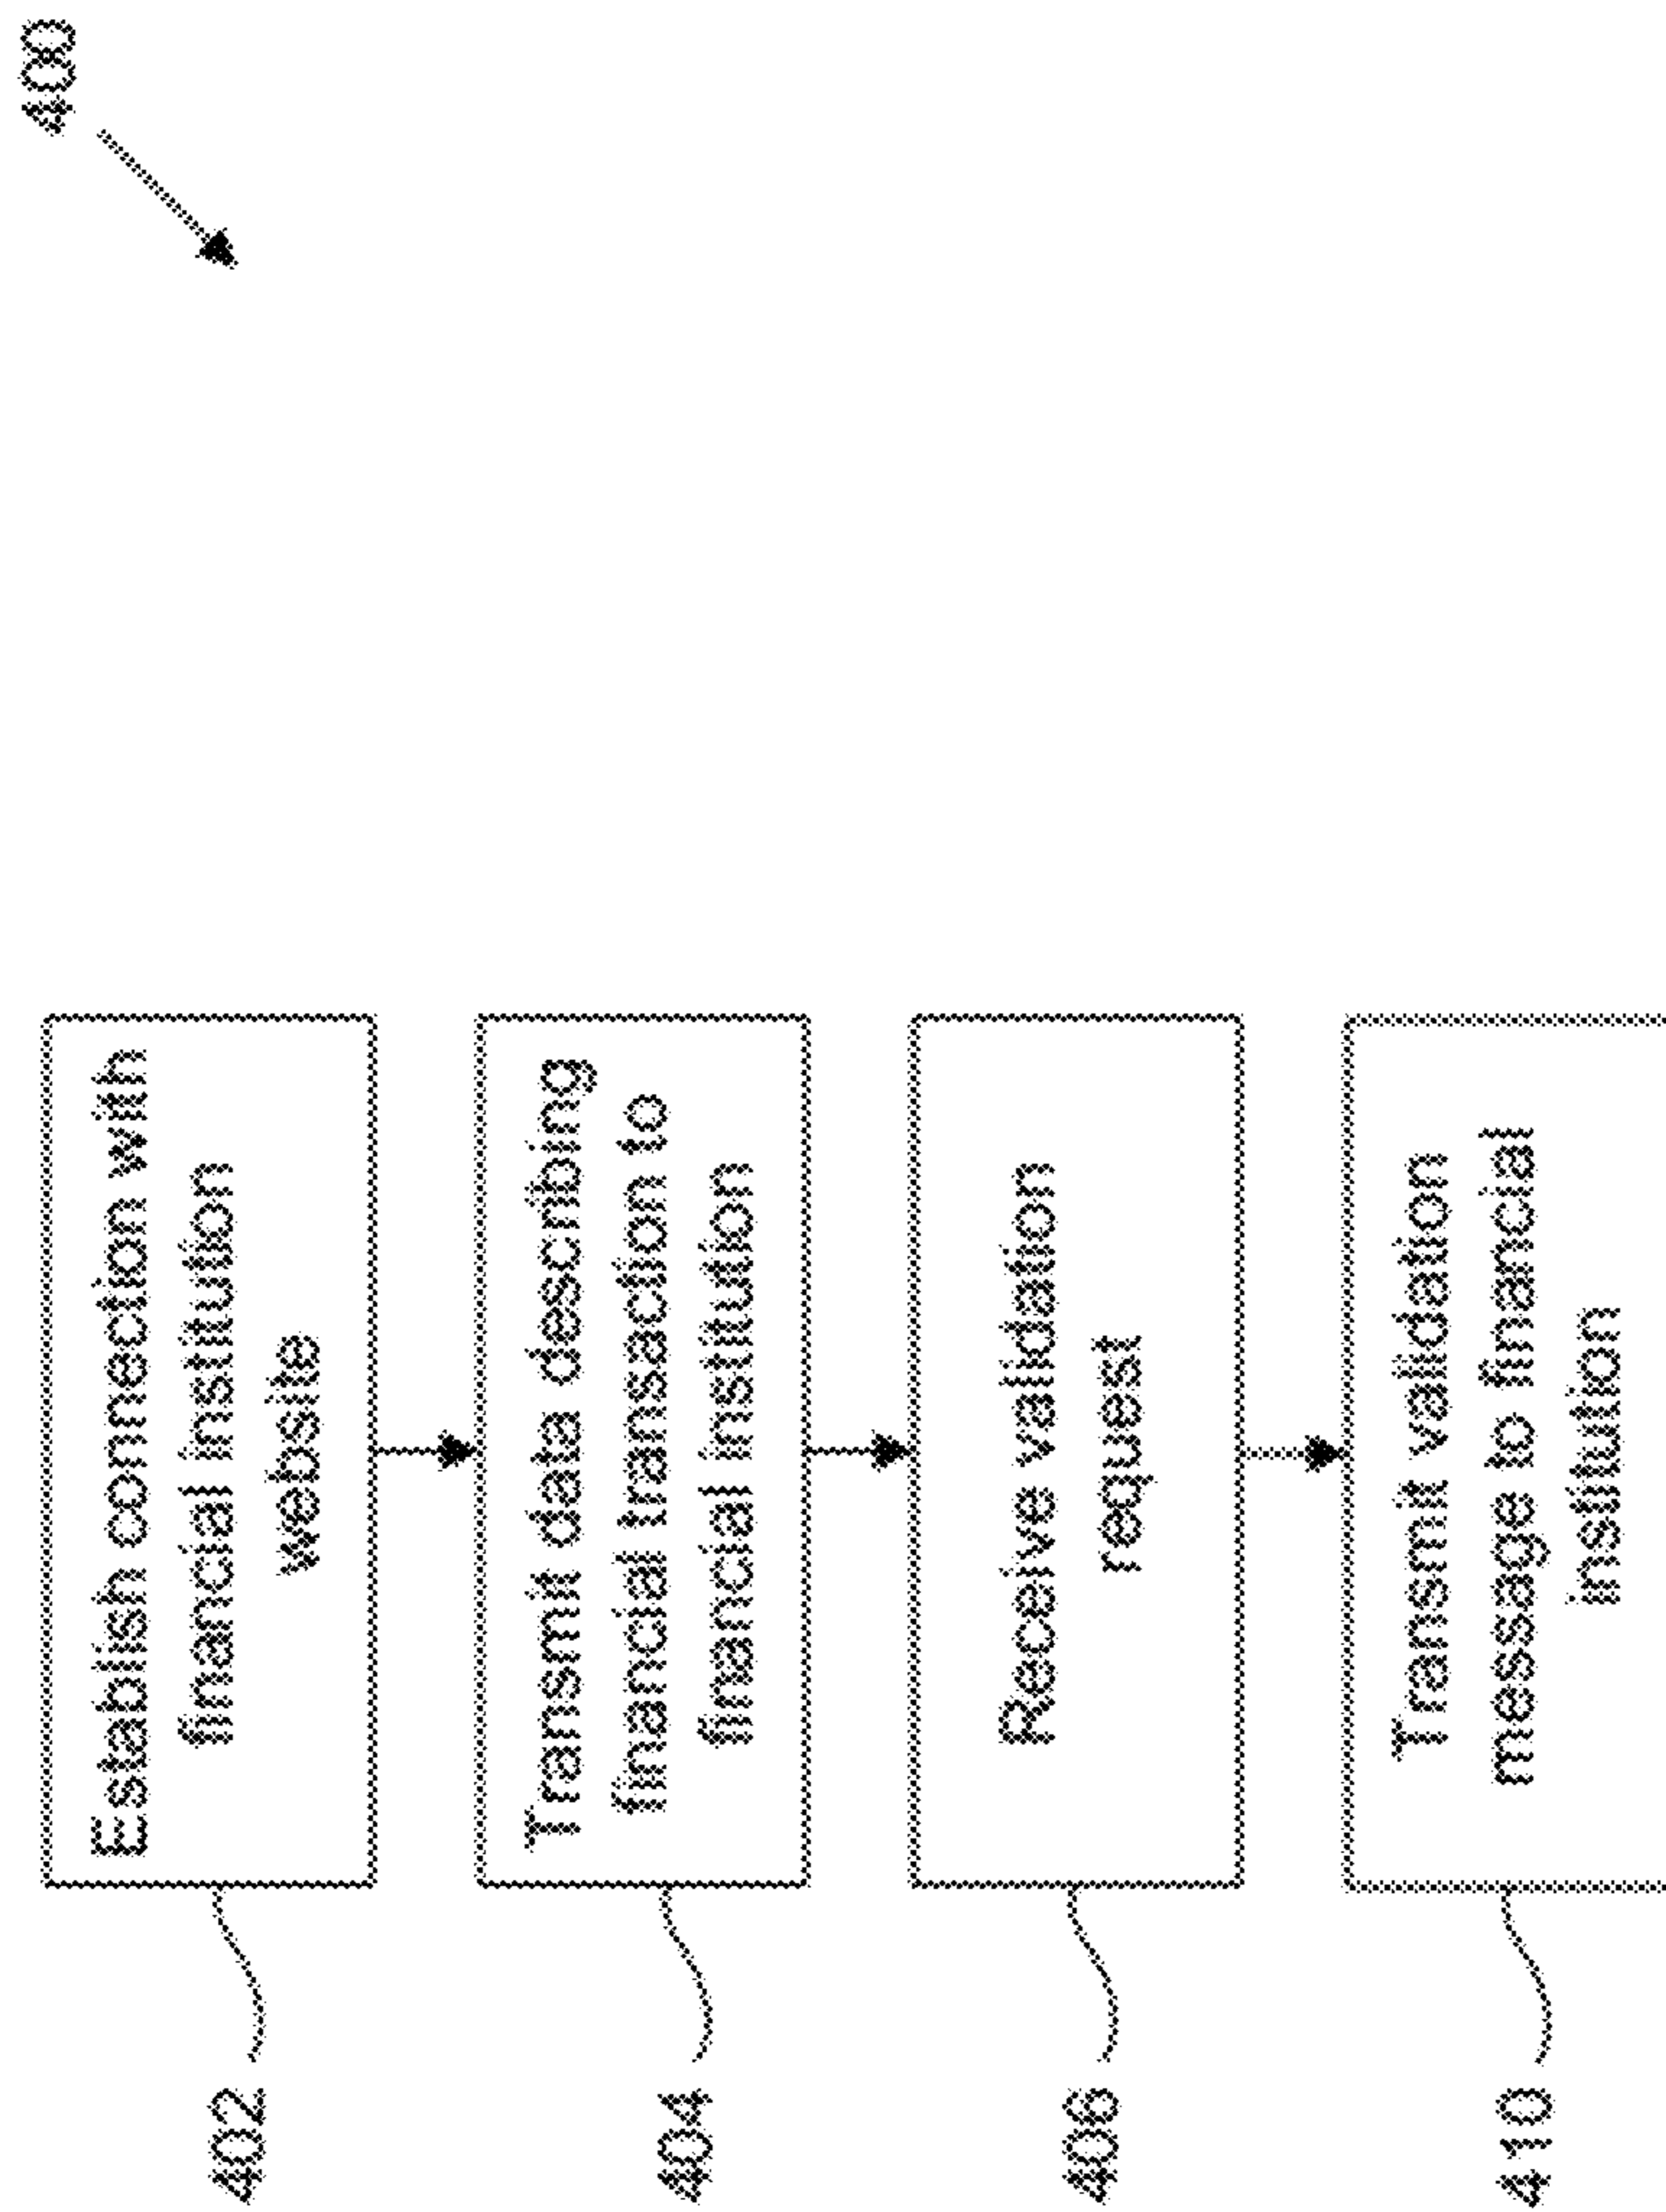 400
402
Establish connection with
financial institution
website
404
Transmit data describing
financial transaction to
financial institution
406
Receive validation
request
410
Transmit validation
message to financial
institution